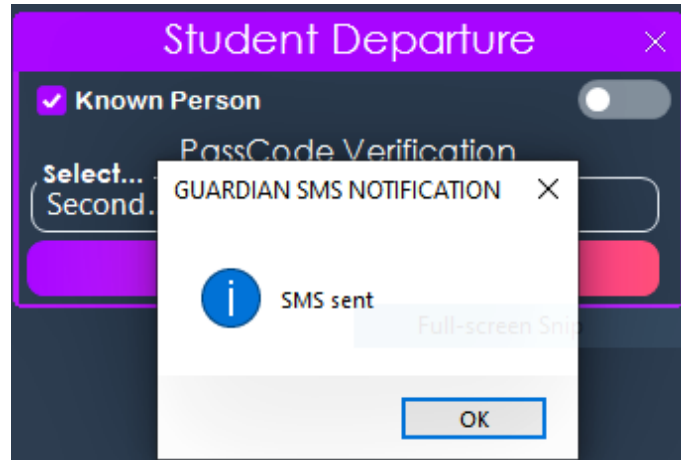 Student Departure
Known Person
PassCode Verification
Select...
Second.
GUARDIAN SMS NOTIFICATION
SMS sent
Full-screen Snip
OK